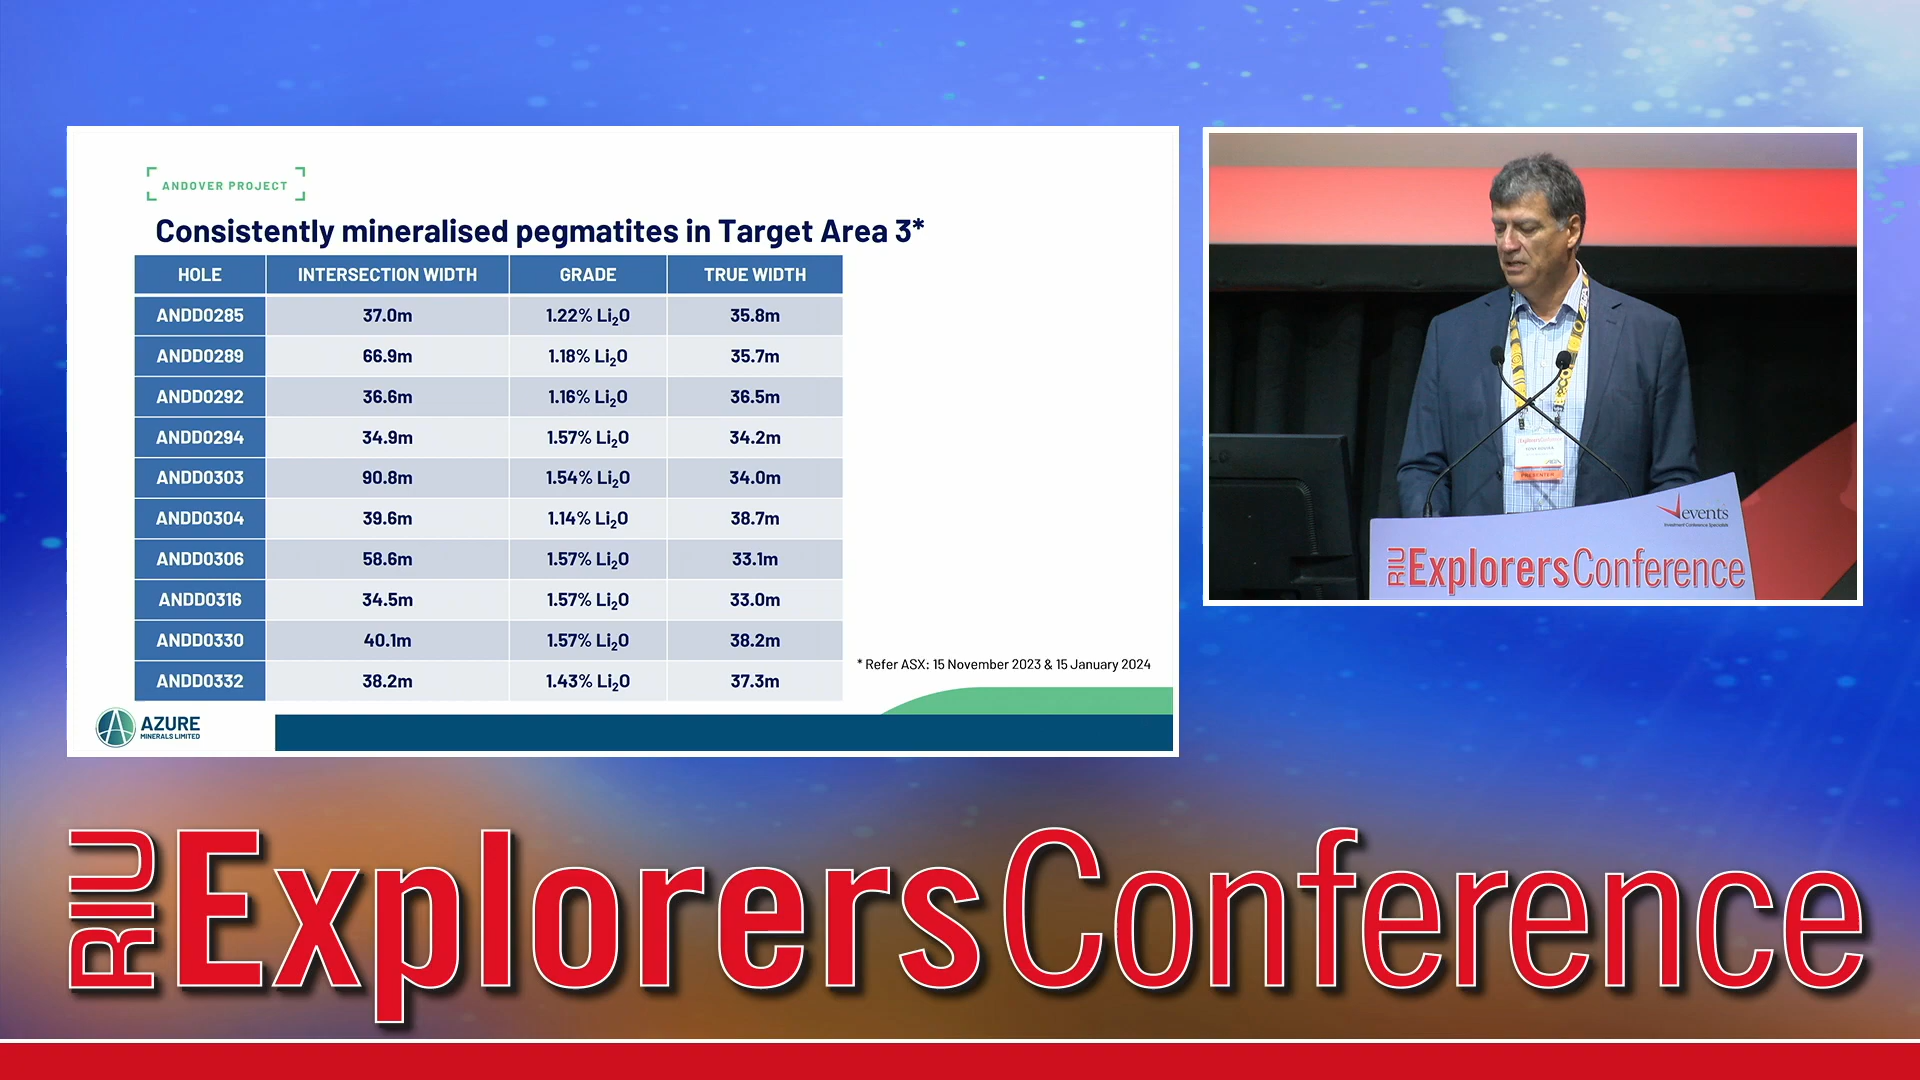 ANDOVER PROJECT
Consistently mineralised pegmatites in Target Area 3*
HOLE INTERSECTION WIDTH GRADE TRUE WIDTH
ANDD0285 37.0m 1.22% Li₂O 35.8m
ANDD0289 66.9m 1.18% Li₂O 35.7m
ANDD0292 36.6m 1.16% Li₂O 36.5m
ANDD0294 34.9m 1.57% Li₂O 34.2m
ANDD0303 90.8m 1.54% Li₂O 34.0m
ANDD0304 39.6m 1.14% Li₂O 38.7m
ANDD0306 58.6m 1.57% Li₂O 33.1m
ANDD0316 34.5m 1.57% Li₂O 33.0m
ANDD0330 40.1m 1.57% Li₂O 38.2m
ANDD0332 38.2m 1.43% Li₂O 37.3m
* Refer ASX: 15 November 2023 & 15 January 2024
AZURE
MINERALS LIMITED
PRESENTER
events
Investment Conference Specialists
RIU ExplorersConference
RIU ExplorersConference